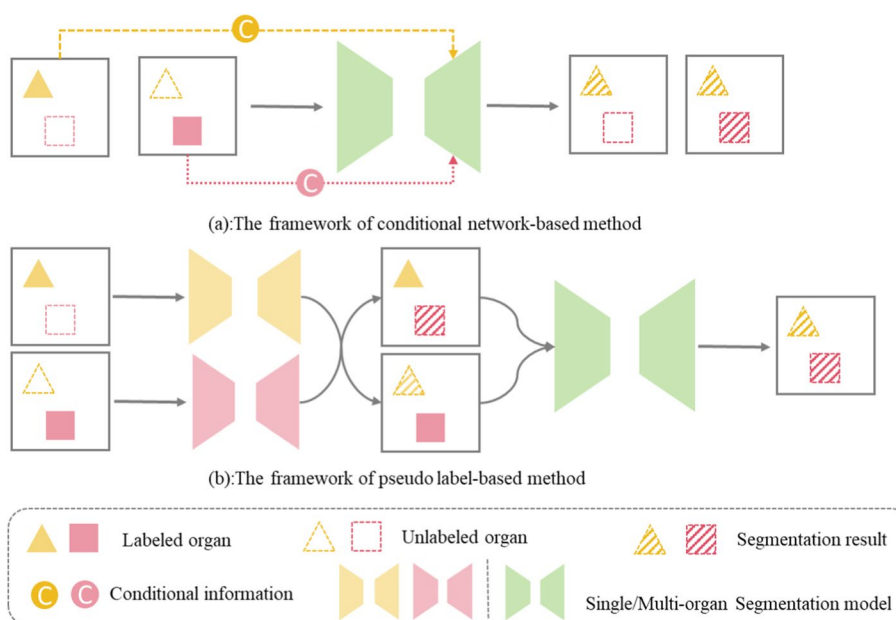 C
C
(a):The framework of conditional network-based method
(b):The framework of pseudo label-based method
Labeled organ
Unlabeled organ
Segmentation result
C C Conditional information
Single/Multi-organ Segmentation model